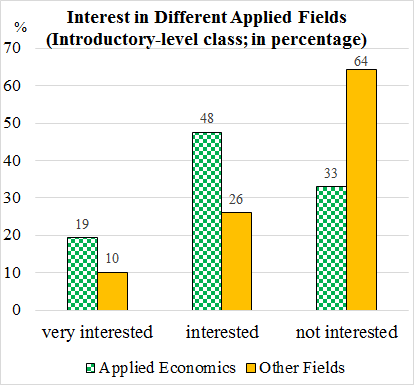 Interest in Different Applied Fields
(Introductory-level class; in percentage)
%
70
60
50
40
30
20
10
0
19
10
48
26
33
64
very interested
interested
not interested
Applied Economics
Other Fields